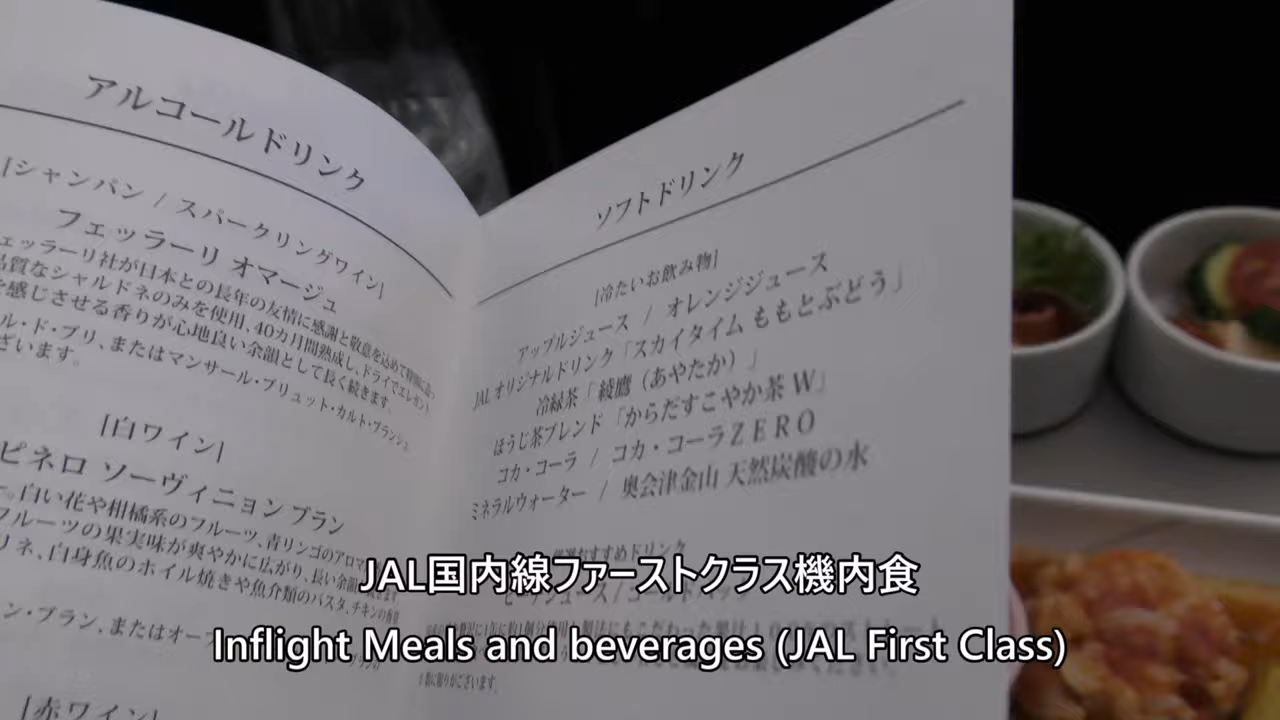 アルコールドリンク
[シャンパン / スパークリングワイン]
フェッラーリ オマージュ
ェッラーリ社が日本との長年の友情に感謝と敬意を込めて
品質なシャルドネのみを使用、40カ月間熟成し、ドライでエレガント
を感じさせる香りが心地良い余韻として長く続きます。
ル・ド・ブリ、またはマンサール・ブリュット・カルト・ブランシュ
ざいます。
[白ワイン]
ピネロ ソーヴィニョン ブラン
。白い花や柑橘系のフルーツ、青リンゴのアロマ
フルーツの果実味が爽やかに広がり、長い余韻
リネ、白身魚のホイル焼きや魚介類のパスタ、チキンの香草
ン・ブラン、またはオー
[赤ワイン]
ソフトドリンク
[冷たいお飲み物]
アップルジュース / オレンジジュース
JALオリジナルドリンク「スカイタイム ももとぶどう」
冷緑茶「綾鷹（あやたか）」
ほうじ茶ブレンド「からだすこやか茶 W」
コカ・コーラ / コカ・コーラZERO
ミネラルウォーター / 奥会津金山 天然炭酸の水
おすすめドリンク
JAL国内線ファーストクラス機内食
Inflight Meals and beverages (JAL First Class)